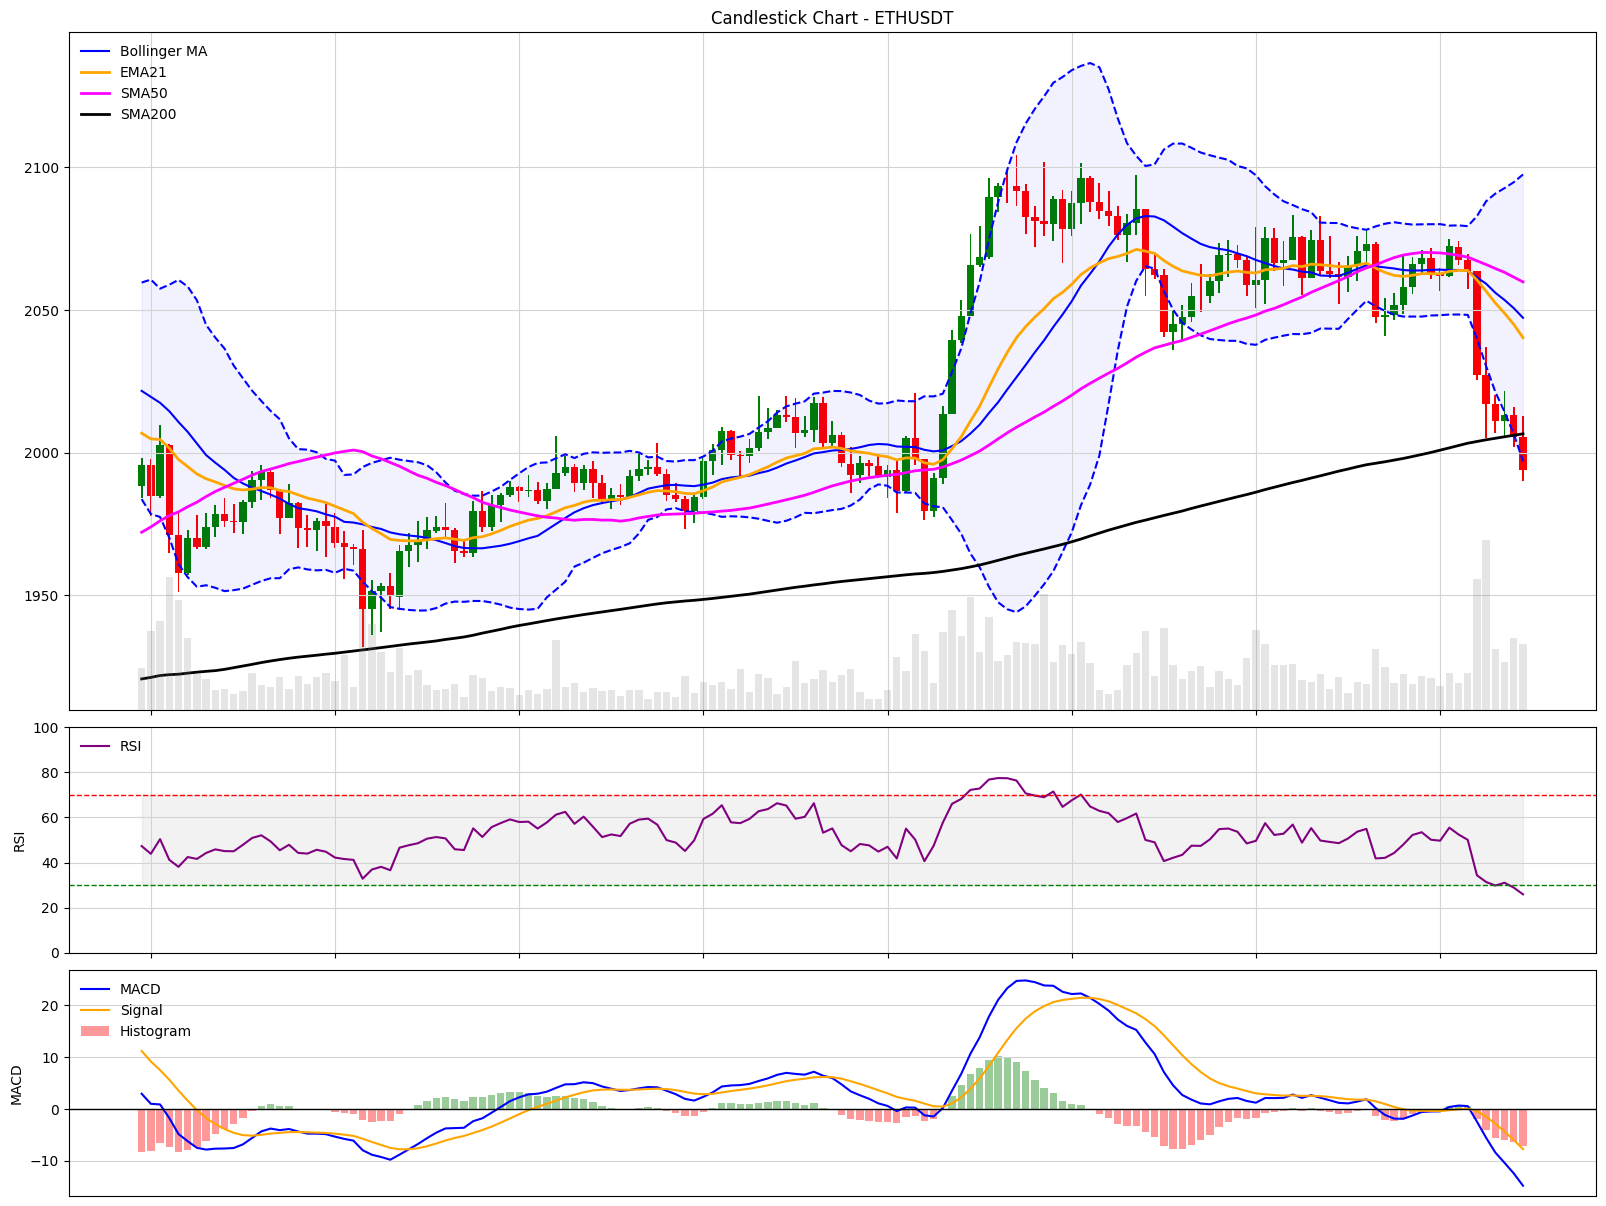 Candlestick Chart - ETHUSDT
Bollinger MA
EMA21
SMA50
SMA200
2100
2050
2000
1950
RSI
100
80
60
40
20
0
RSI
MACD
Signal
Histogram
20
10
0
−10
MACD